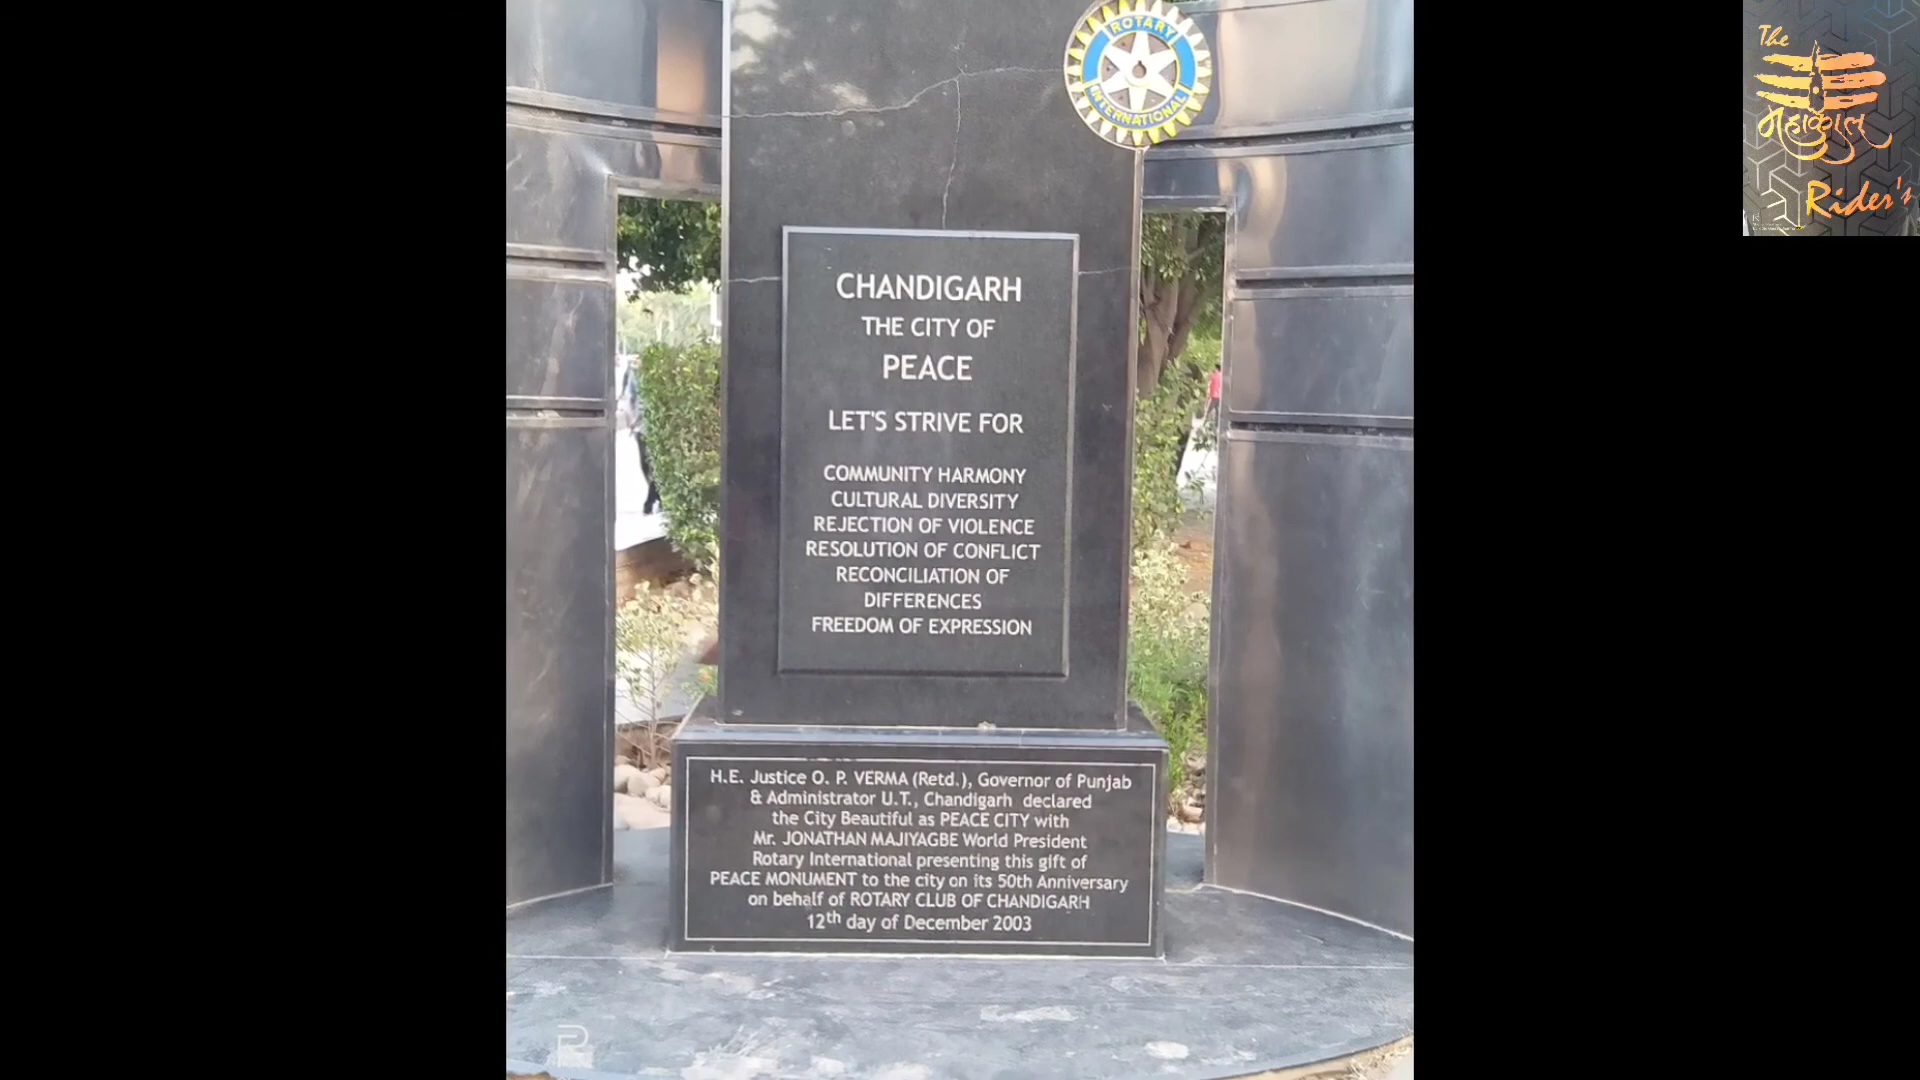 ROTARY
INTERNATIONAL
CHANDIGARH
THE CITY OF
PEACE
LET'S STRIVE FOR
COMMUNITY HARMONY
CULTURAL DIVERSITY
REJECTION OF VIOLENCE
RESOLUTION OF CONFLICT
RECONCILIATION OF
DIFFERENCES
FREEDOM OF EXPRESSION
H.E. Justice O. P. VERMA (Retd.), Governor of Punjab
& Administrator U.T., Chandigarh declared
the City Beautiful as PEACE CITY with
Mr. JONATHAN MAJIYAGBE World President
Rotary International presenting this gift of
PEACE MONUMENT to the city on its 50th Anniversary
on behalf of ROTARY CLUB OF CHANDIGARH
12th day of December 2003
The
महाकाल
Rider's